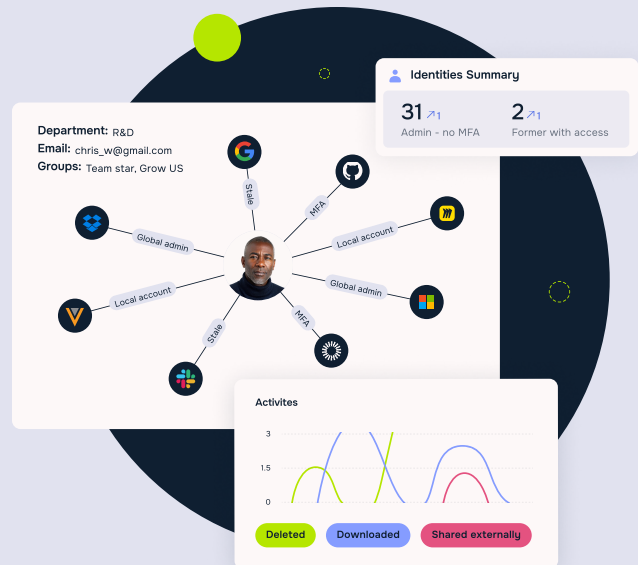 Identities Summary
31 1
2 1
Admin - no MFA
Former with access
Department: R&D
Email: chris_w@gmail.com
Groups: Team star, Grow US
Stale
MFA
Global admin
Local account
Local account
Global admin
Stale
MFA
Activites
3
1.5
0
Deleted
Downloaded
Shared externally